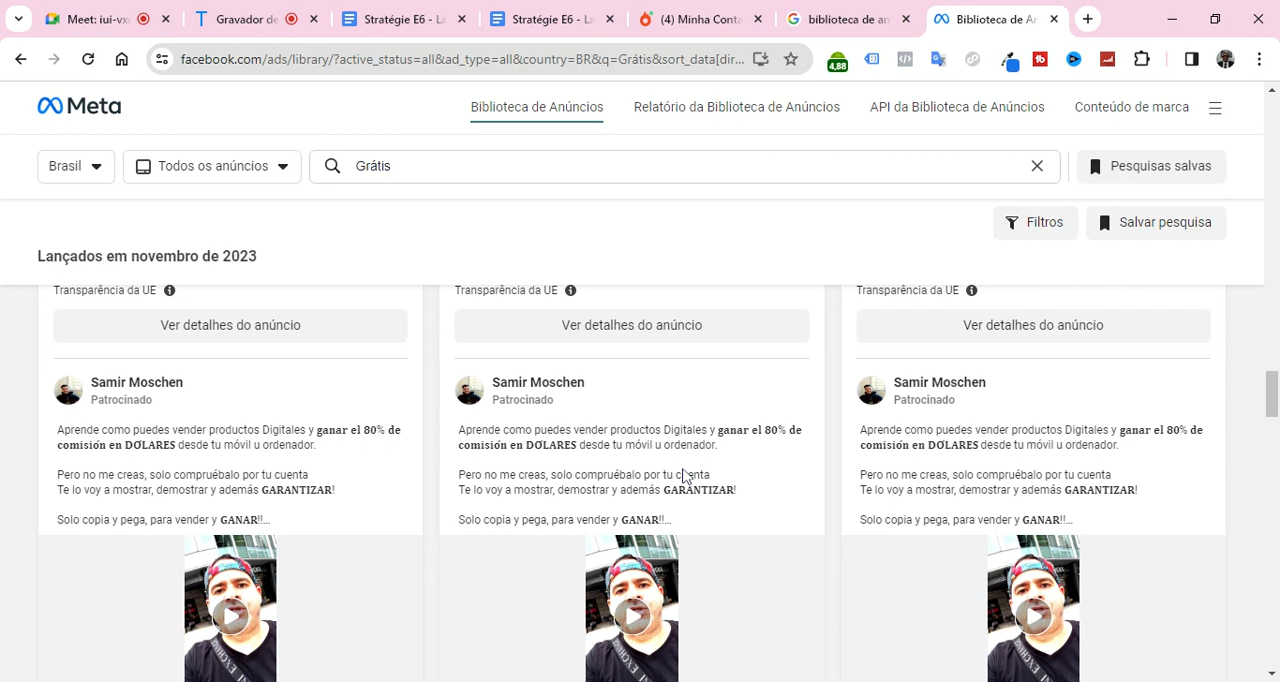 Meet: iui-vx
Gravador de
Stratégie E6 - La
Stratégie E6 - La
(4) Minha Conta
biblioteca de an
Biblioteca de An
facebook.com/ads/library/?active_status=all&ad_type=all&country=BR&q=Grátis&sort_data[dir...
4,88
Meta
Biblioteca de Anúncios
Relatório da Biblioteca de Anúncios
API da Biblioteca de Anúncios
Conteúdo de marca
Brasil
Todos os anúncios
Grátis
Pesquisas salvas
Filtros
Salvar pesquisa
Lançados em novembro de 2023
Transparência da UE
Ver detalhes do anúncio
Samir Moschen
Patrocinado
Aprende como puedes vender productos Digitales y ganar el 80% de
comisión en DÓLARES desde tu móvil u ordenador.
Pero no me creas, solo compruébalo por tu cuenta
Te lo voy a mostrar, demostrar y además GARANTIZAR!
Solo copia y pega, para vender y GANAR!!...
Transparência da UE
Ver detalhes do anúncio
Samir Moschen
Patrocinado
Aprende como puedes vender productos Digitales y ganar el 80% de
comisión en DÓLARES desde tu móvil u ordenador.
Pero no me creas, solo compruébalo por tu cuenta
Te lo voy a mostrar, demostrar y además GARANTIZAR!
Solo copia y pega, para vender y GANAR!!...
Transparência da UE
Ver detalhes do anúncio
Samir Moschen
Patrocinado
Aprende como puedes vender productos Digitales y ganar el 80% de
comisión en DÓLARES desde tu móvil u ordenador.
Pero no me creas, solo compruébalo por tu cuenta
Te lo voy a mostrar, demostrar y además GARANTIZAR!
Solo copia y pega, para vender y GANAR!!...